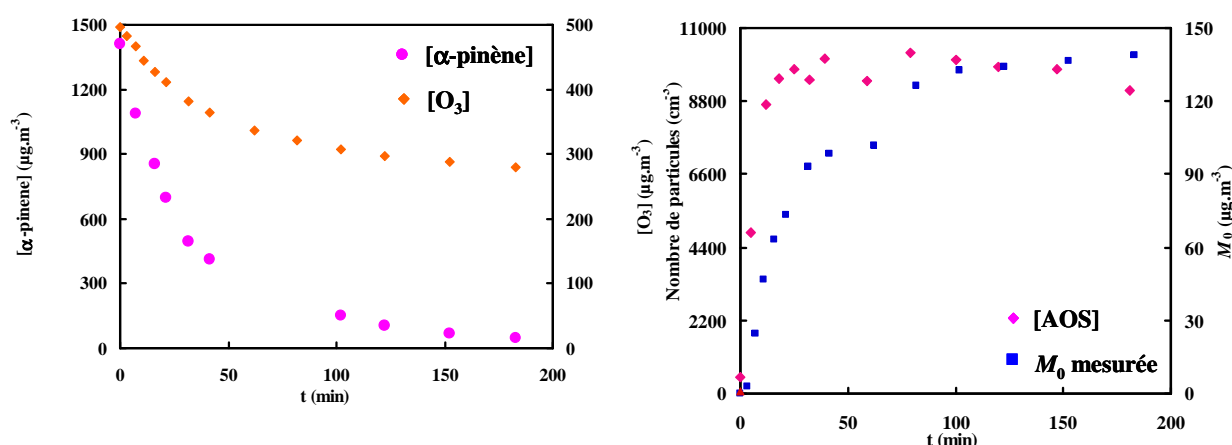 1500
1200
900
600
300
0
[α-pinene] (µg.m-3)
500
400
300
200
100
0
[O3] (µg.m-3)
[α-pinène]
[O3]
0 50 100 150 200
t (min)
11000
8800
6600
4400
2200
0
Nombre de particules (cm-3)
150
120
90
60
30
0
M0 (µg.m-3)
[AOS]
M0 mesurée
0 50 100 150 200
t (min)